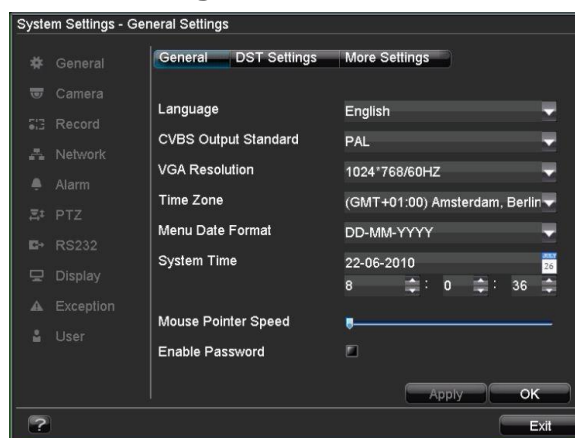 System Settings - General Settings
General
Camera
Record
Network
Alarm
PTZ
RS232
Display
Exception
User
General DST Settings More Settings
Language English
CVBS Output Standard PAL
VGA Resolution 1024*768/60HZ
Time Zone (GMT+01:00) Amsterdam, Berlin
Menu Date Format DD-MM-YYYY
System Time 22-06-2010
26
8 : 0 : 36
Mouse Pointer Speed
Enable Password
Apply OK
? Exit